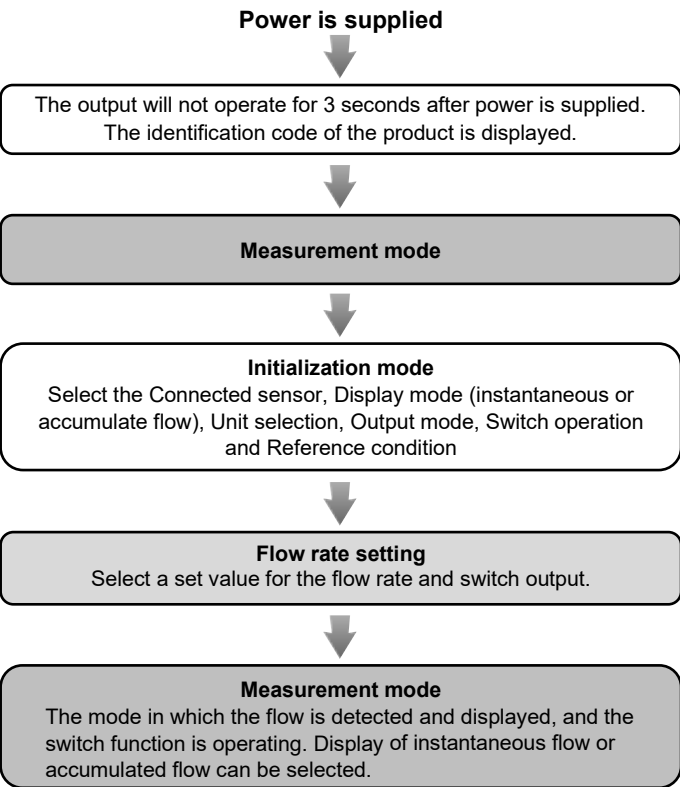 Power is supplied
The output will not operate for 3 seconds after power is supplied.
The identification code of the product is displayed.
Measurement mode
Initialization mode
Select the Connected sensor, Display mode (instantaneous or
accumulate flow), Unit selection, Output mode, Switch operation
and Reference condition
Flow rate setting
Select a set value for the flow rate and switch output.
Measurement mode
The mode in which the flow is detected and displayed, and the
switch function is operating. Display of instantaneous flow or
accumulated flow can be selected.